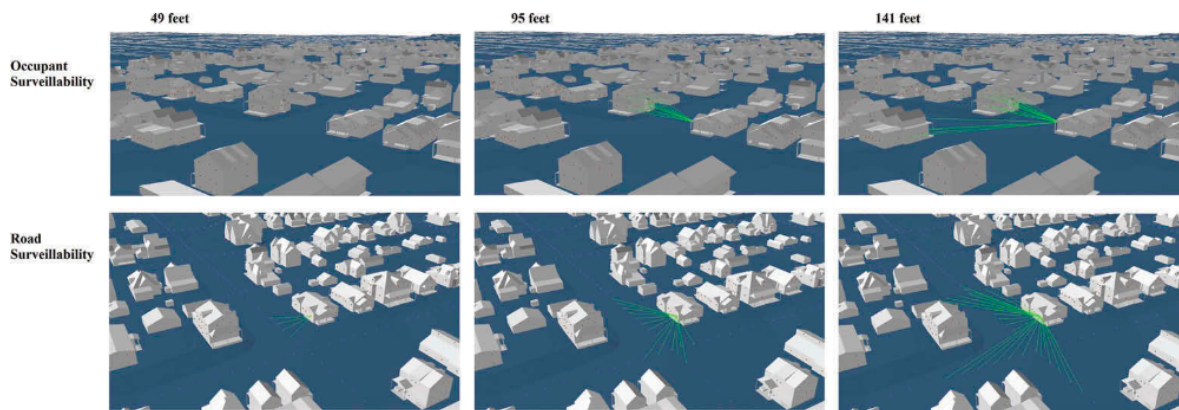 49 feet
95 feet
141 feet
Occupant
Surveillability
Road
Surveillability